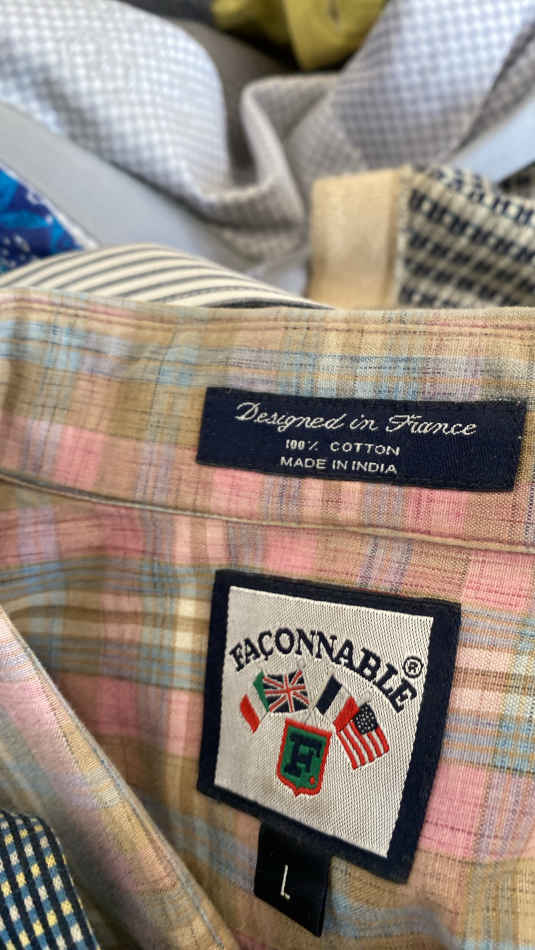 Designed in France
100% COTTON
MADE IN INDIA
FAÇONNABLE®
F
L